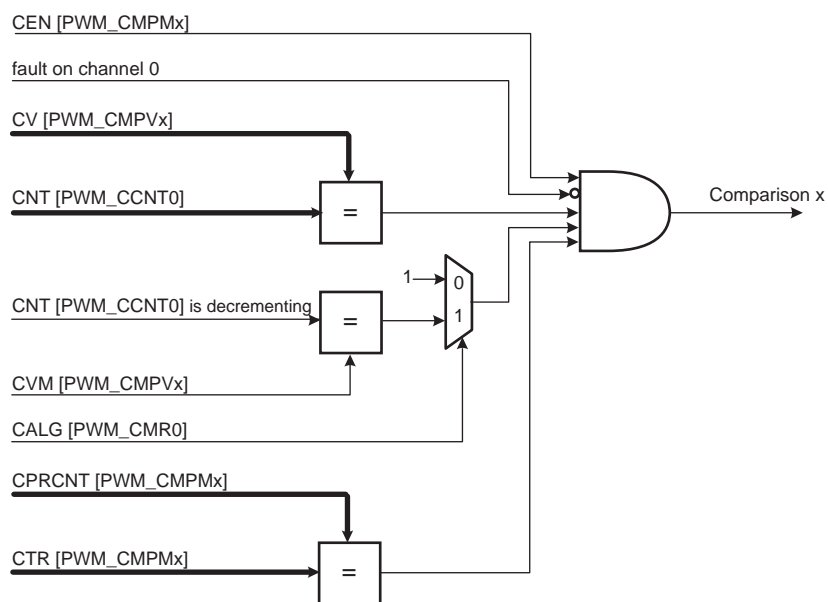 CEN [PWM_CMPMx]
fault on channel 0
CV [PWM_CMPVx]
CNT [PWM_CCNT0]
=
Comparison x
1
0
CNT [PWM_CCNT0] is decrementing
=
1
CVM [PWM_CMPVx]
CALG [PWM_CMR0]
CPRCNT [PWM_CMPMx]
CTR [PWM_CMPMx]
=